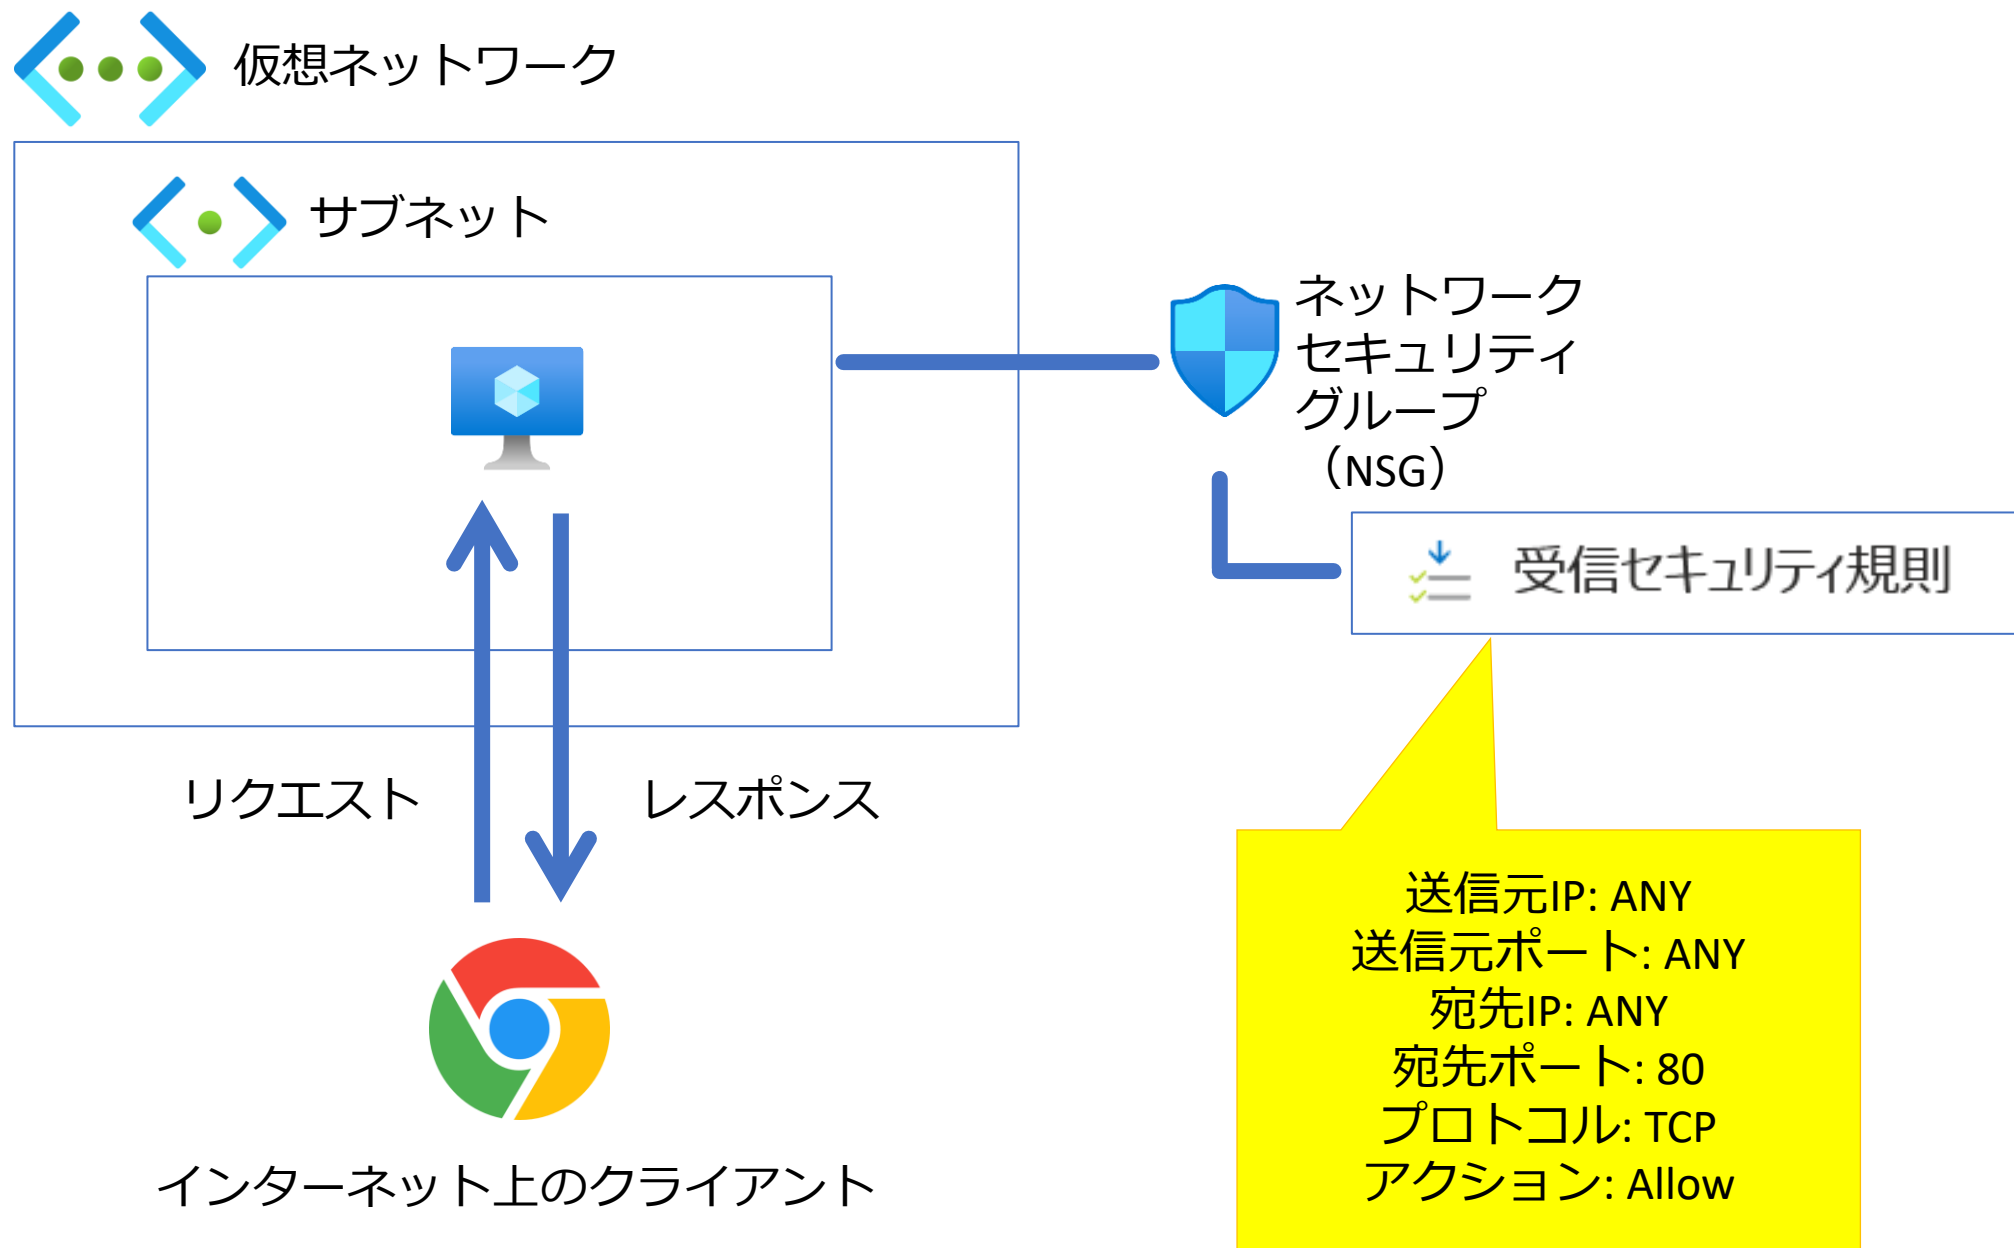 仮想ネットワーク
サブネット
ネットワーク
セキュリティ
グループ
（NSG）
受信セキュリティ規則
リクエスト
レスポンス
送信元IP: ANY
送信元ポート: ANY
宛先IP: ANY
宛先ポート: 80
プロトコル: TCP
アクション: Allow
インターネット上のクライアント